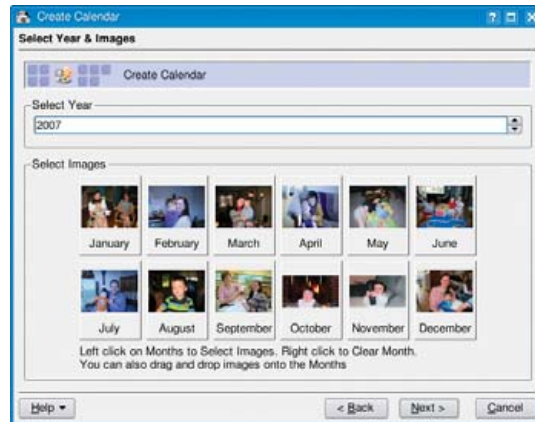 Create Calendar
Select Year & Images
Create Calendar
Select Year
2007
Select Images
January February March April May June
July August September October November December
Left click on Months to Select Images. Right click to Clear Month.
You can also drag and drop images onto the Months
Help < Back Next > Cancel